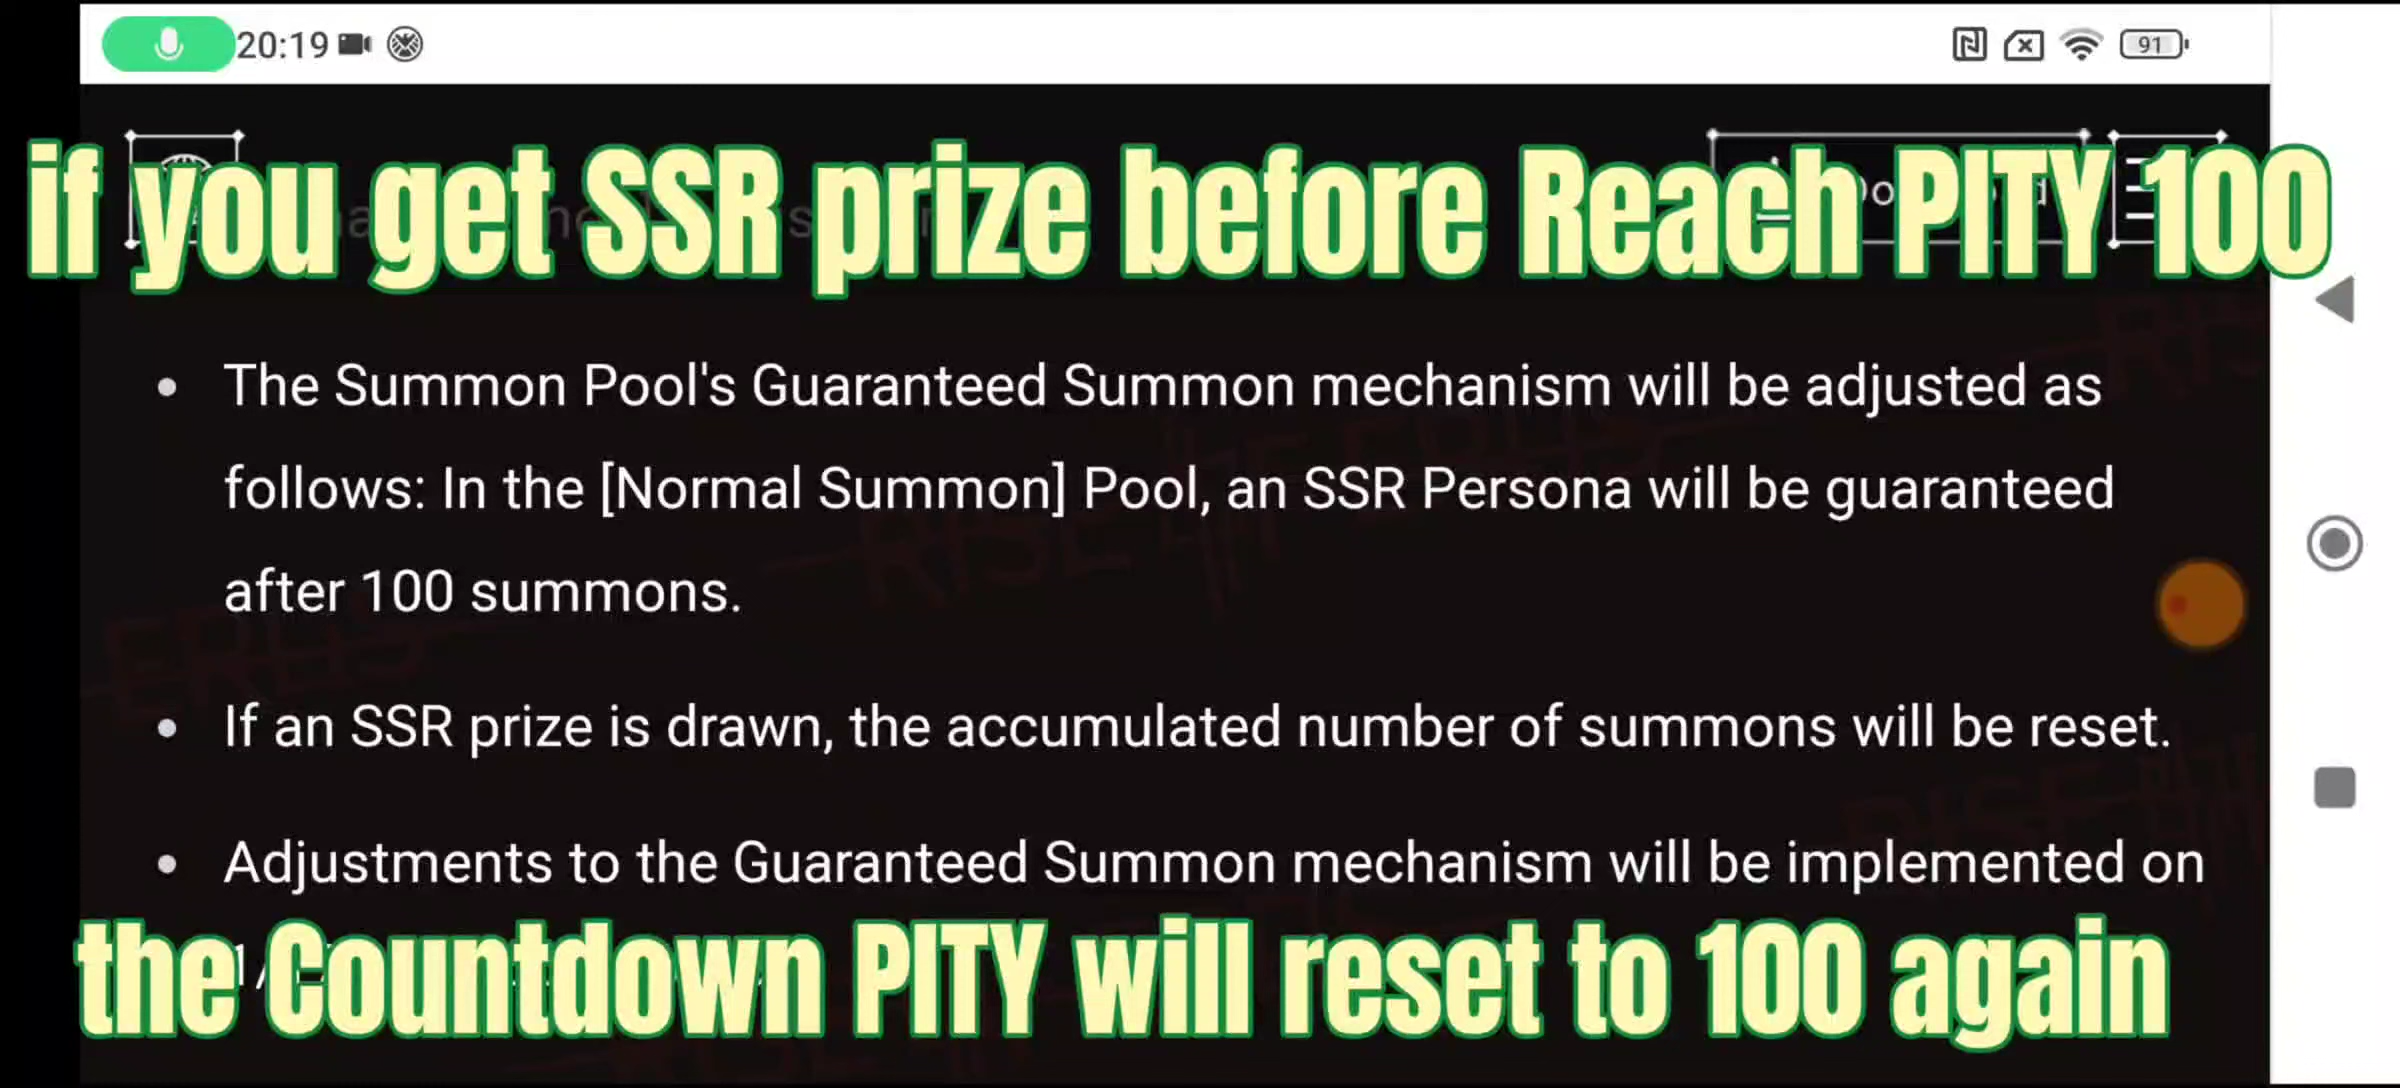 20:19
91
if you get SSR prize before Reach PITY 100
The Summon Pool's Guaranteed Summon mechanism will be adjusted as
follows: In the [Normal Summon] Pool, an SSR Persona will be guaranteed
after 100 summons.
If an SSR prize is drawn, the accumulated number of summons will be reset.
Adjustments to the Guaranteed Summon mechanism will be implemented on
the Countdown PITY will reset to 100 again